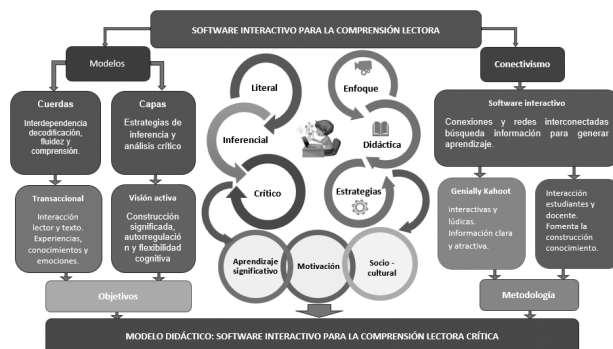 SOFTWARE INTERACTIVO PARA LA COMPRENSIÓN LECTORA
Modelos
Cuerdas
Interdependencia
decodificación,
fluidez y
comprensión.
Capas
Estrategias de
inferencia y
análisis crítico
Transaccional
Interacción
lector y texto.
Experiencias,
conocimientos y
emociones.
Visión activa
Construcción
significada,
autorregulació
n y flexibilidad
cognitiva
Objetivos
Literal
Inferencial
Crítico
Enfoque
Didáctica
Estrategias
Aprendizaje
significativo
Motivación
Socio -
cultural
Conectivismo
Software interactivo
Conexiones y redes interconectadas
búsqueda información para generar
aprendizaje.
Genially Kahoot
interactivas y
lúdicas.
Información clara
y atractiva.
Interacción
estudiantes y
docente.
Fomenta la
construcción
conocimiento.
Metodología
MODELO DIDÁCTICO: SOFTWARE INTERACTIVO PARA LA COMPRENSIÓN LECTORA CRÍTICA